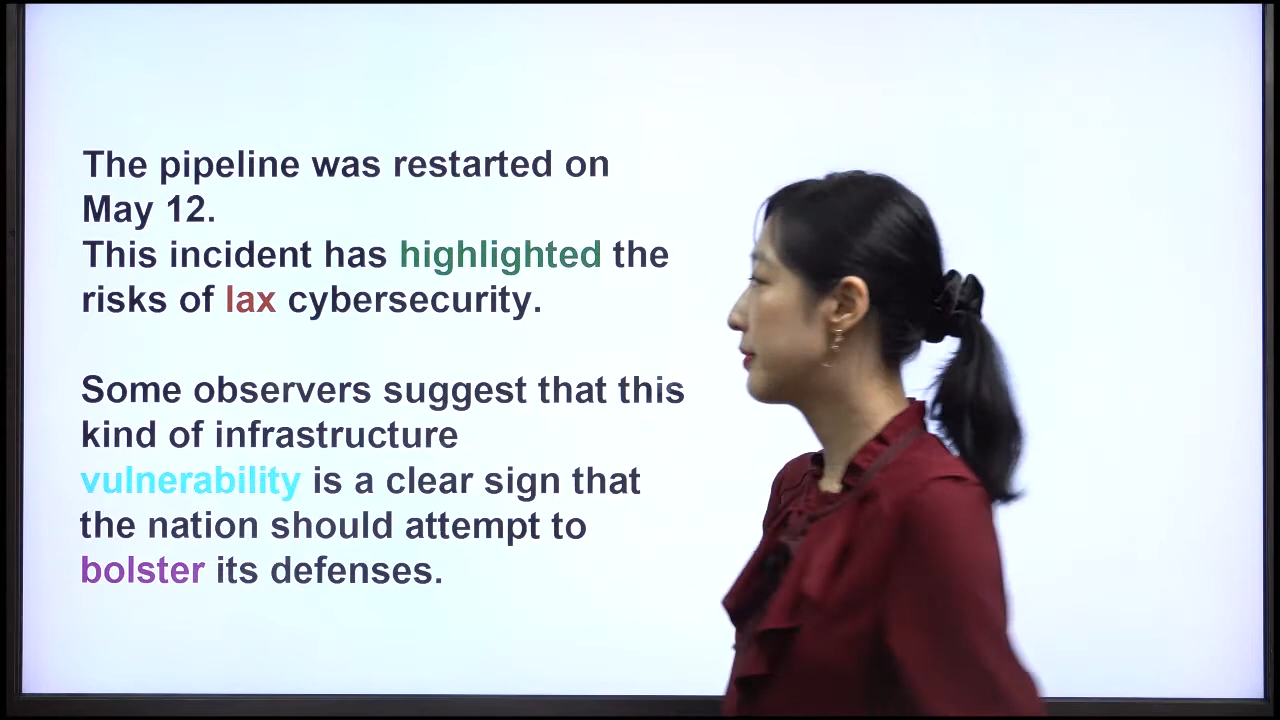 The pipeline was restarted on
May 12.
This incident has highlighted the
risks of lax cybersecurity.
Some observers suggest that this
kind of infrastructure
vulnerability is a clear sign that
the nation should attempt to
bolster its defenses.